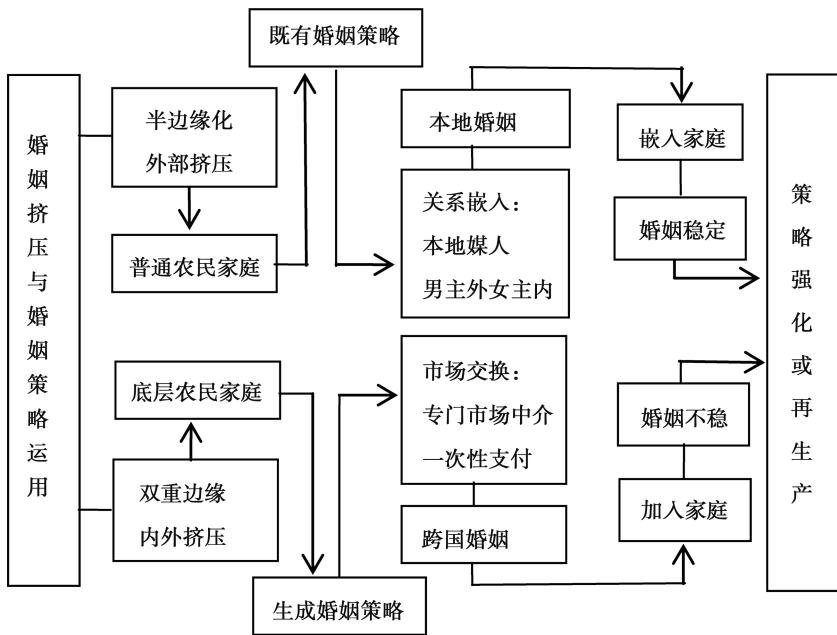 婚姻挤压与婚姻策略运用
既有婚姻策略
半边缘化
外部挤压
普通农民家庭
本地婚姻
关系嵌入：
本地媒人
男主外女主内
嵌入家庭
婚姻稳定
底层农民家庭
双重边缘
内外挤压
生成婚姻策略
市场交换：
专门市场中介
一次性支付
跨国婚姻
婚姻不稳
加入家庭
策略强化或再生产